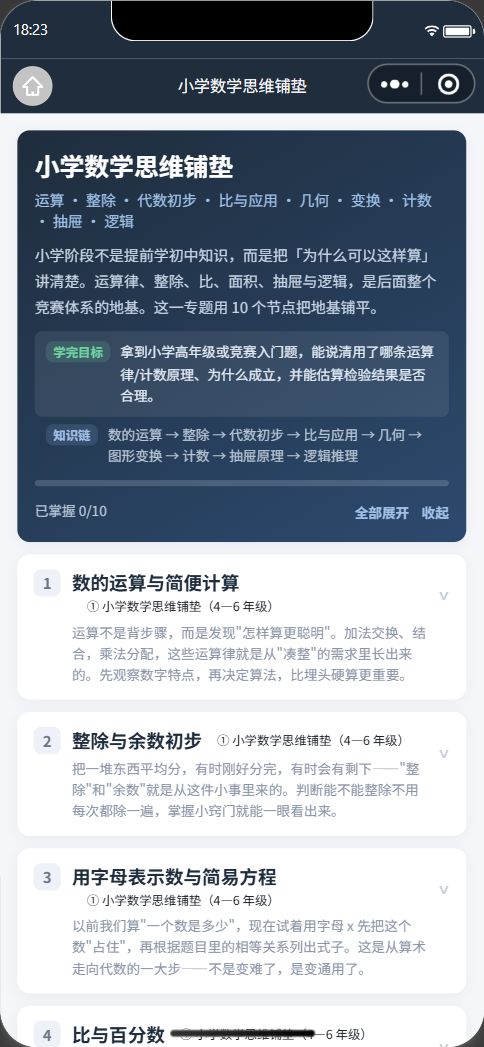 18:23
小学数学思维铺垫
小学数学思维铺垫
运算 · 整除 · 代数初步 · 比与应用 · 几何 · 变换 · 计数
· 抽屉 · 逻辑
小学阶段不是提前学初中知识，而是把「为什么可以这样算」
讲清楚。运算律、整除、比、面积、抽屉与逻辑，是后面整个
竞赛体系的地基。这一专题用 10 个节点把地基铺平。
学完目标 拿到小学高年级或竞赛入门题，能说清用了哪条运算
律/计数原理、为什么成立，并能估算检验结果是否
合理。
知识链 数的运算 → 整除 → 代数初步 → 比与应用 → 几何 →
图形变换 → 计数 → 抽屉原理 → 逻辑推理
已掌握 0/10 全部展开 收起
1 数的运算与简便计算
① 小学数学思维铺垫（4—6 年级）
运算不是背步骤，而是发现"怎样算更聪明"。加法交换、结
合，乘法分配，这些运算律就是从"凑整"的需求里长出来
的。先观察数字特点，再决定算法，比埋头硬算更重要。
2 整除与余数初步 ① 小学数学思维铺垫（4—6 年级）
把一堆东西平均分，有时刚好分完，有时会有剩下——"整
除"和"余数"就是从这件小事里来的。判断能不能整除不用
每次都除一遍，掌握小窍门就能一眼看出来。
3 用字母表示数与简易方程
① 小学数学思维铺垫（4—6 年级）
以前我们算"一个数是多少"，现在试着用字母 x 先把这个
数"占住"，再根据题目里的相等关系列出式子。这是从算术
走向代数的一大步——不是变难了，是变通用了。
4 比与百分数 ① 小学数学思维铺垫（4—6 年级）